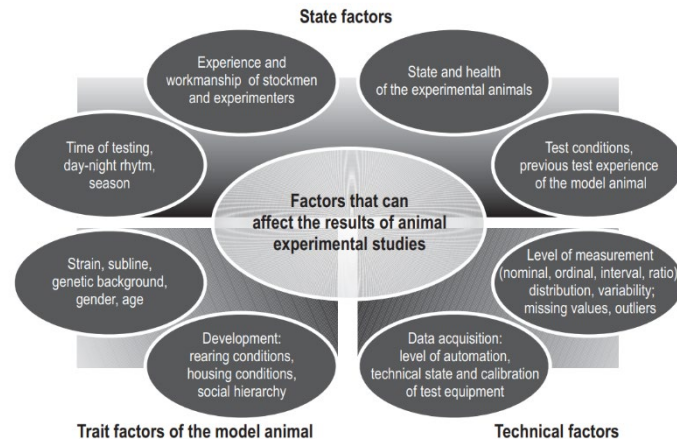 State factors
Experience and
workmanship of stockmen
and experimenters
State and health
of the experimental animals
Time of testing,
day-night rhytm,
season
Test conditions,
previous test experience
of the model animal
Factors that can
affect the results of animal
experimental studies
Strain, subline,
genetic background,
gender, age
Level of measurement
(nominal, ordinal, interval, ratio)
distribution, variability;
missing values, outliers
Development:
rearing conditions,
housing conditions,
social hierarchy
Data acquisition:
level of automation,
technical state and calibration
of test equipment
Trait factors of the model animal
Technical factors